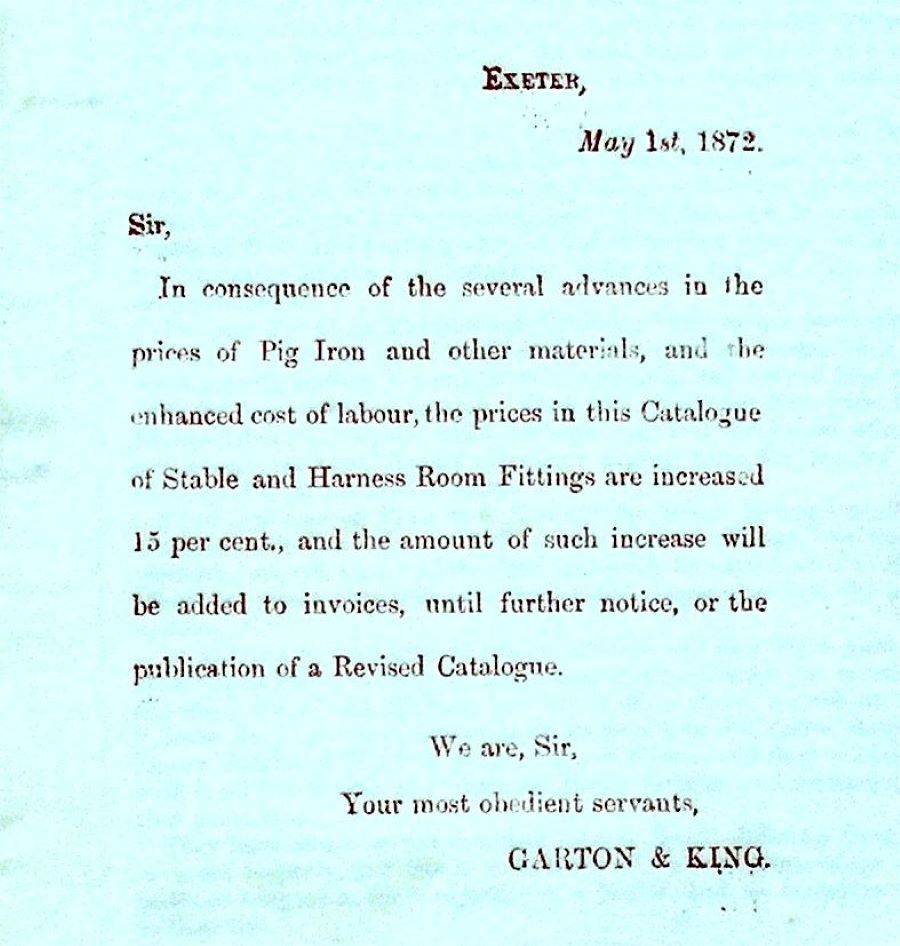 EXETER,
May 1st, 1872.
Sir,
In consequence of the several advances in the
prices of Pig Iron and other materials, and the
enhanced cost of labour, the prices in this Catalogue
of Stable and Harness Room Fittings are increased
15 per cent., and the amount of such increase will
be added to invoices, until further notice, or the
publication of a Revised Catalogue.
We are, Sir,
Your most obedient servants,
GARTON & KING.